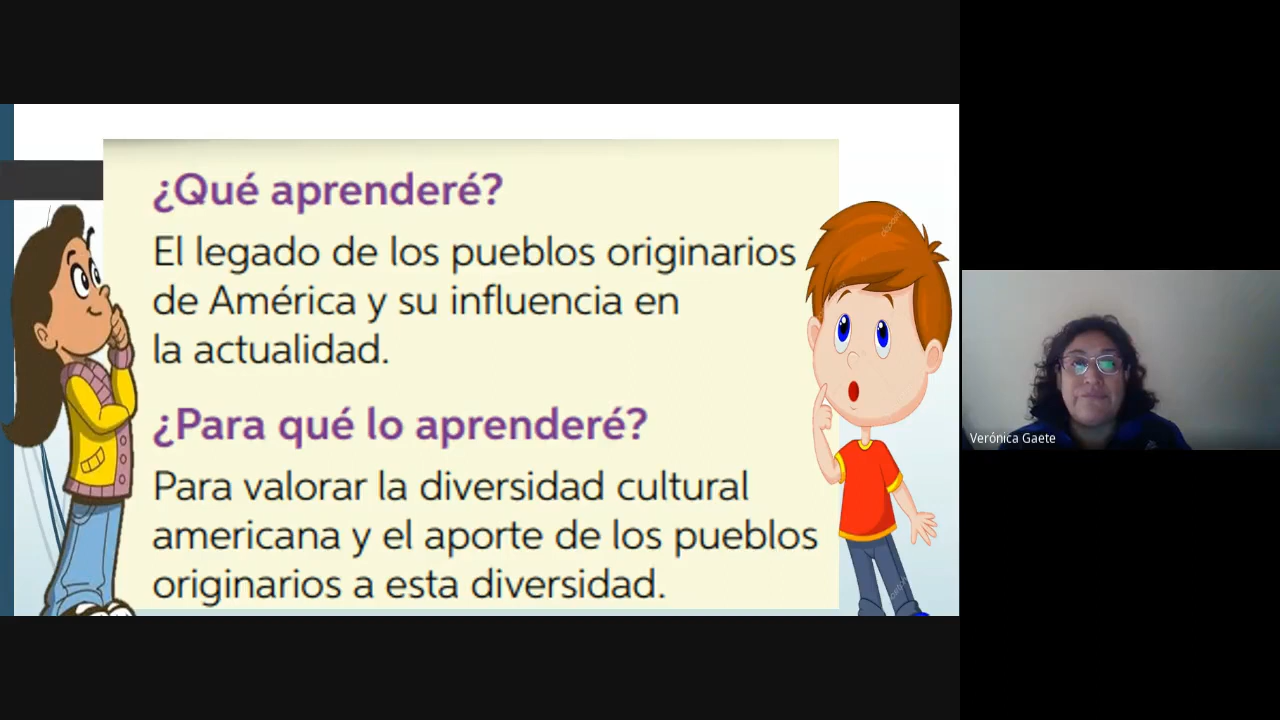 ¿Qué aprenderé?
El legado de los pueblos originarios
de América y su influencia en
la actualidad.
¿Para qué lo aprenderé?
Para valorar la diversidad cultural
americana y el aporte de los pueblos
originarios a esta diversidad.
Verónica Gaete